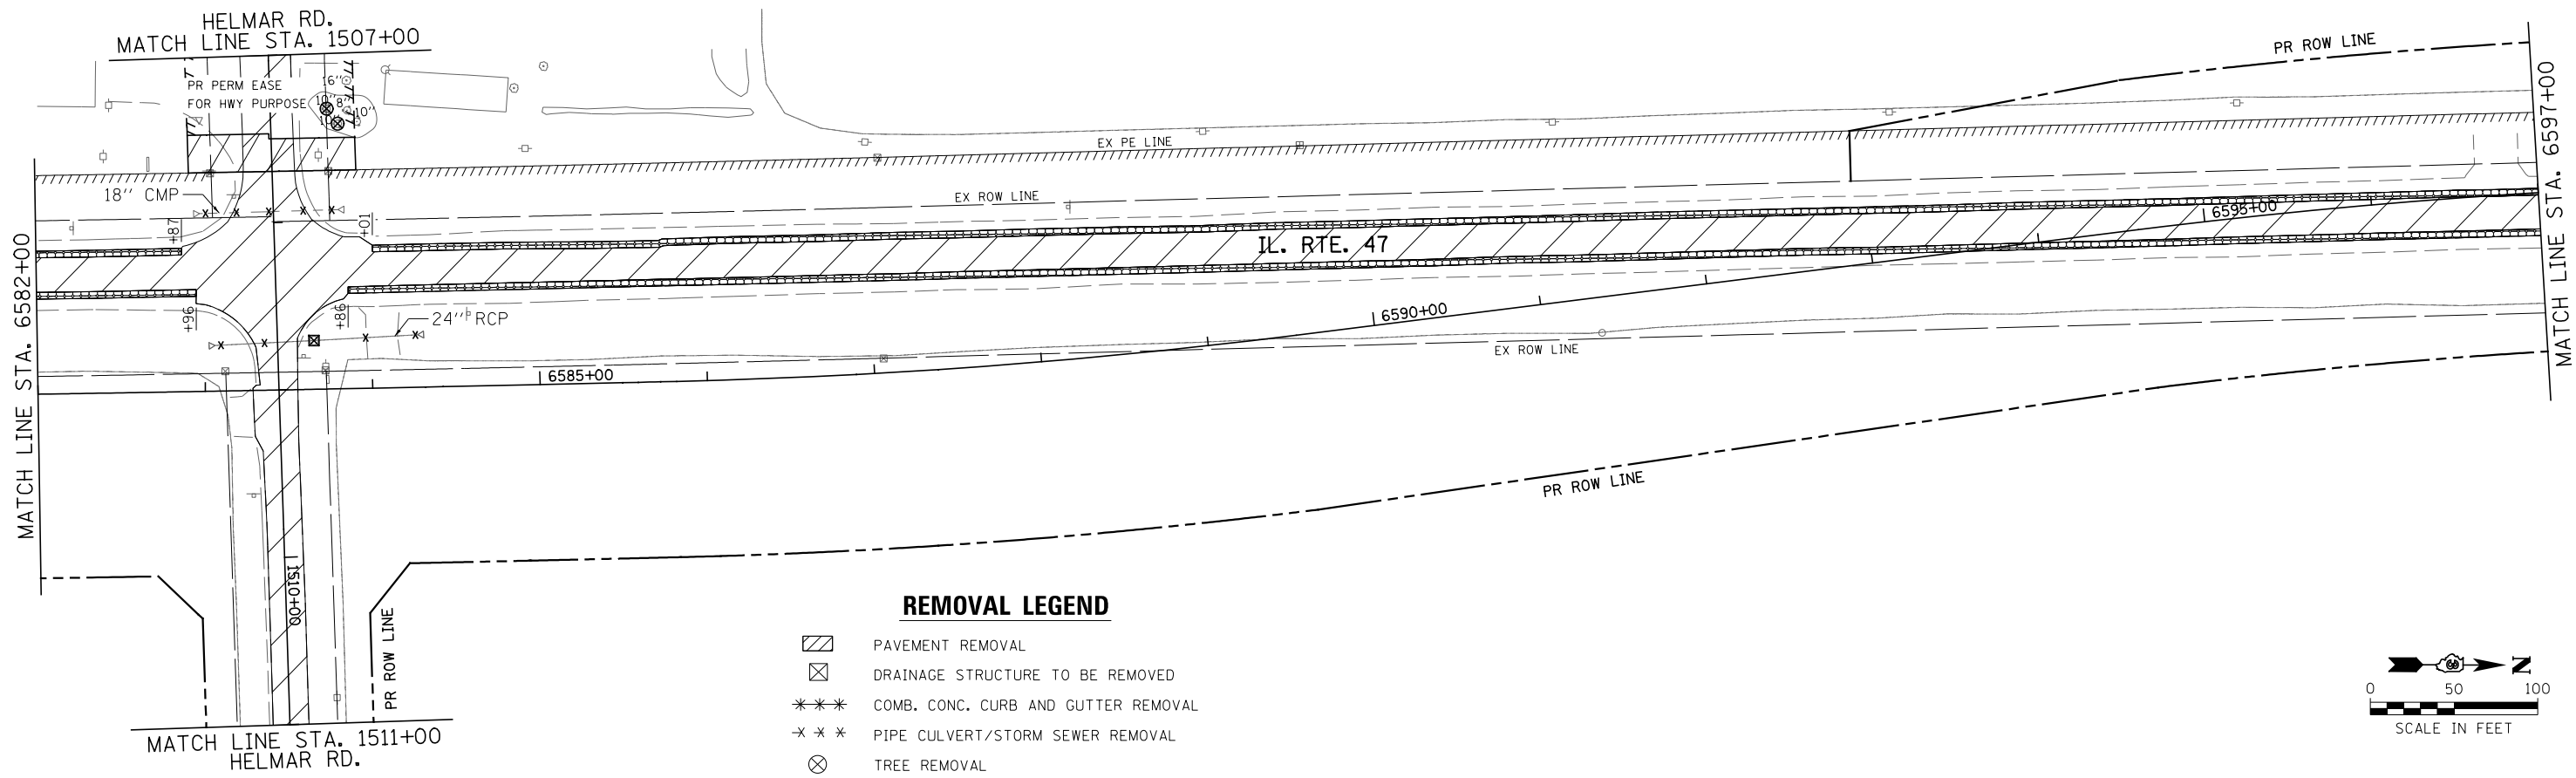 HELMAR RD.
MATCH LINE STA. 1507+00
PR PERM EASE
FOR HWY PURPOSE
6"
10"
8"
10"
10"
PR ROW LINE
EX PE LINE
18" CMP
EX ROW LINE
+87
+01
6595+00
IL. RTE. 47
MATCH LINE STA. 6582+00
MATCH LINE STA. 6597+00
+96
+86
24" RCP
6590+00
EX ROW LINE
6585+00
PR ROW LINE
1510+00
PR ROW LINE
MATCH LINE STA. 1511+00
HELMAR RD.
REMOVAL LEGEND
PAVEMENT REMOVAL
DRAINAGE STRUCTURE TO BE REMOVED
COMB. CONC. CURB AND GUTTER REMOVAL
PIPE CULVERT/STORM SEWER REMOVAL
TREE REMOVAL
N
0 50 100
SCALE IN FEET